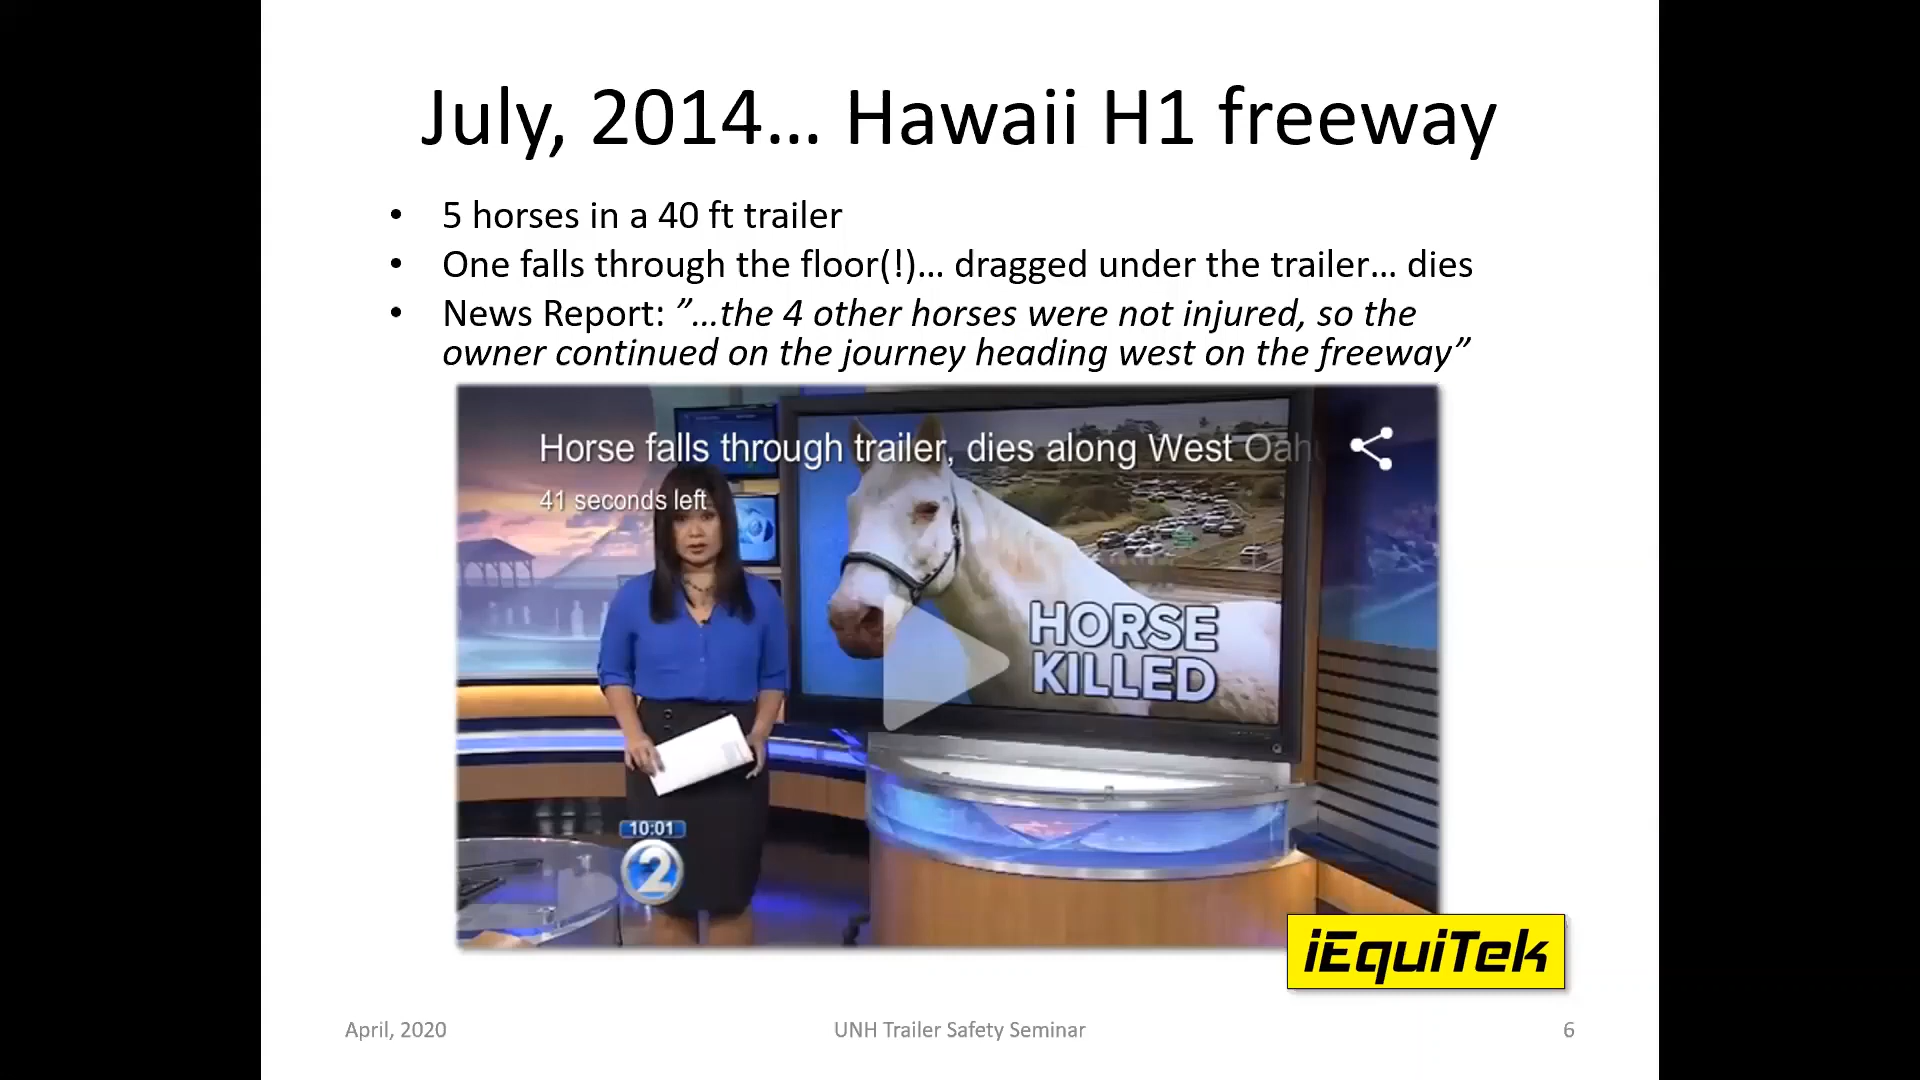 July, 2014… Hawaii H1 freeway
• 5 horses in a 40 ft trailer
• One falls through the floor(!)… dragged under the trailer… dies
• News Report: ”…the 4 other horses were not injured, so the
owner continued on the journey heading west on the freeway”
Horse falls through trailer, dies along West Oahu
41 seconds left
HORSE
KILLED
10:01
2
iEquiTek
April, 2020
UNH Trailer Safety Seminar
6